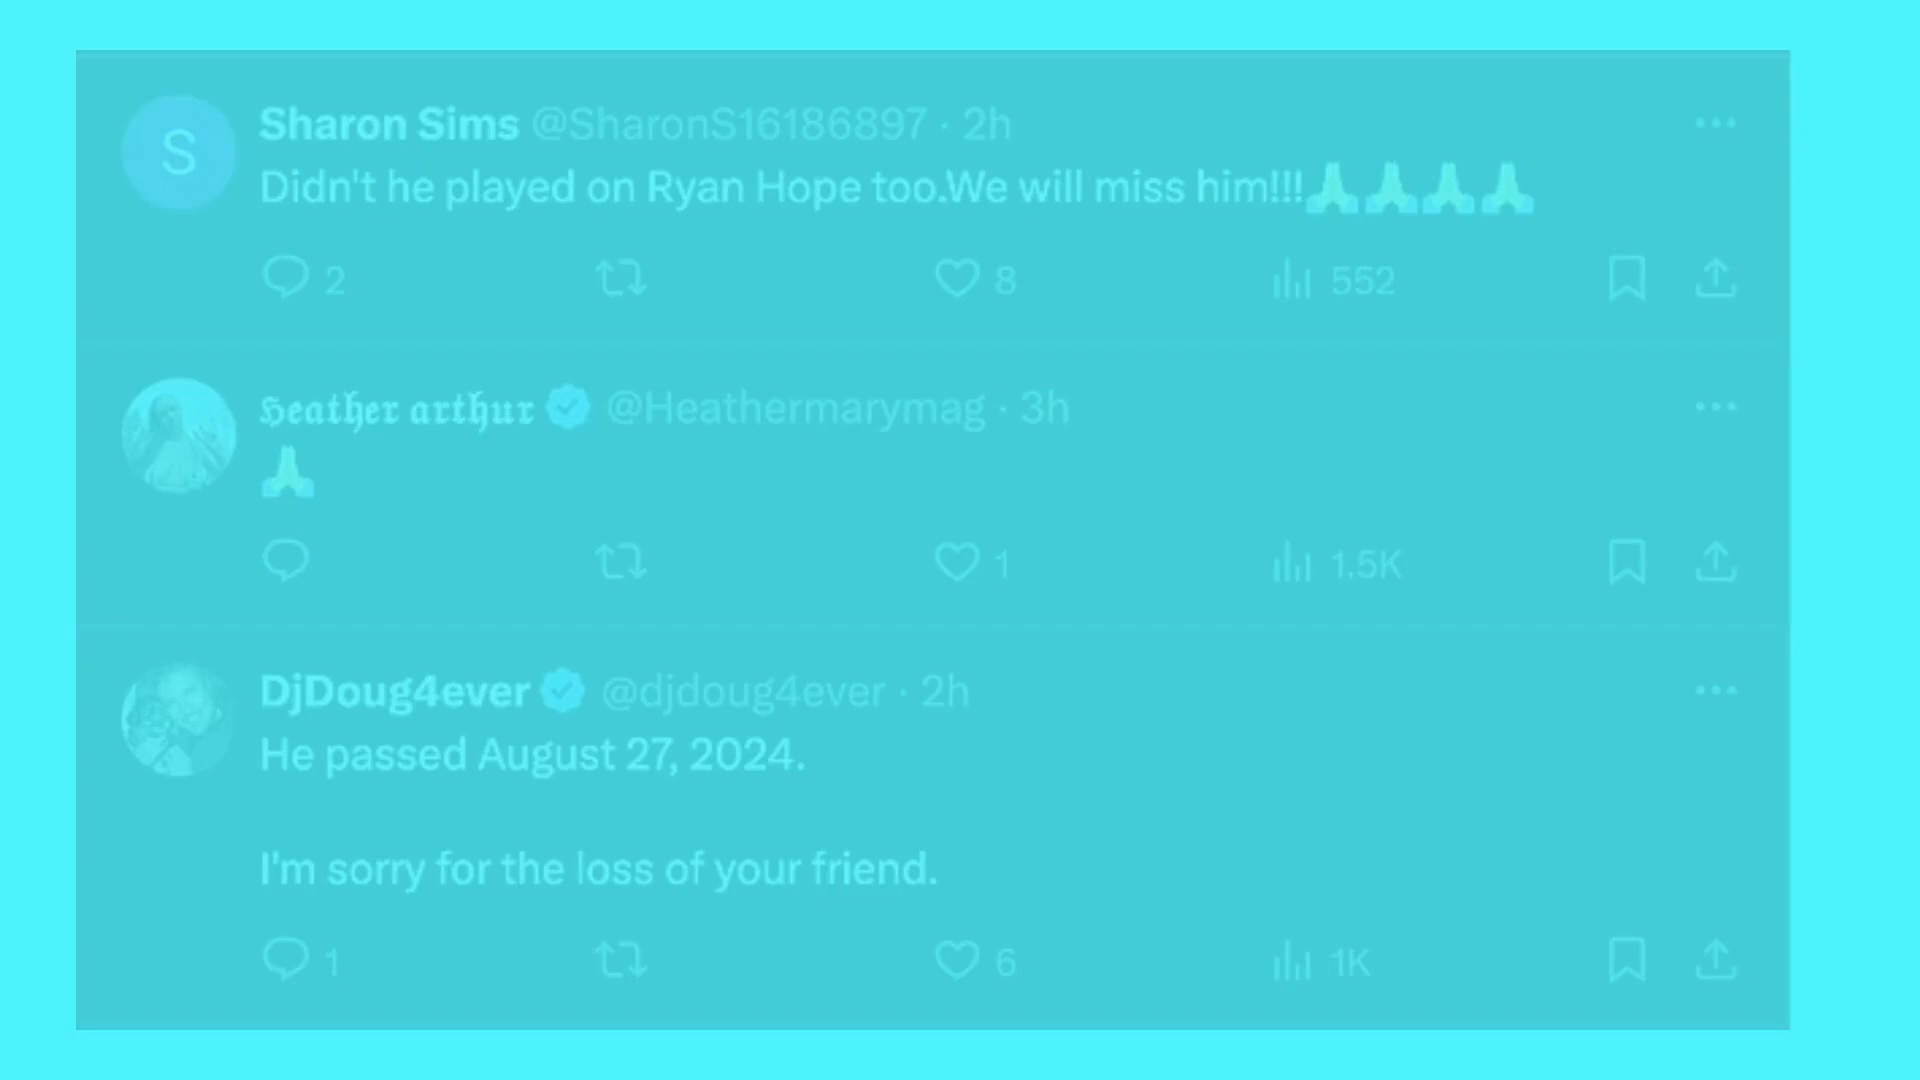 S
Sharon Sims @SharonS16186897 · 2h
Didn't he played on Ryan Hope too.We will miss him!!!🙏🙏🙏🙏
2 8 552
𝕳𝖊𝖆𝖙𝖍𝖊𝖗 𝖆𝖗𝖙𝖍𝖚𝖗 @Heathermarymag · 3h
🙏
1 1.5K
DjDoug4ever @djdoug4ever · 2h
He passed August 27, 2024.
I'm sorry for the loss of your friend.
1 6 1K